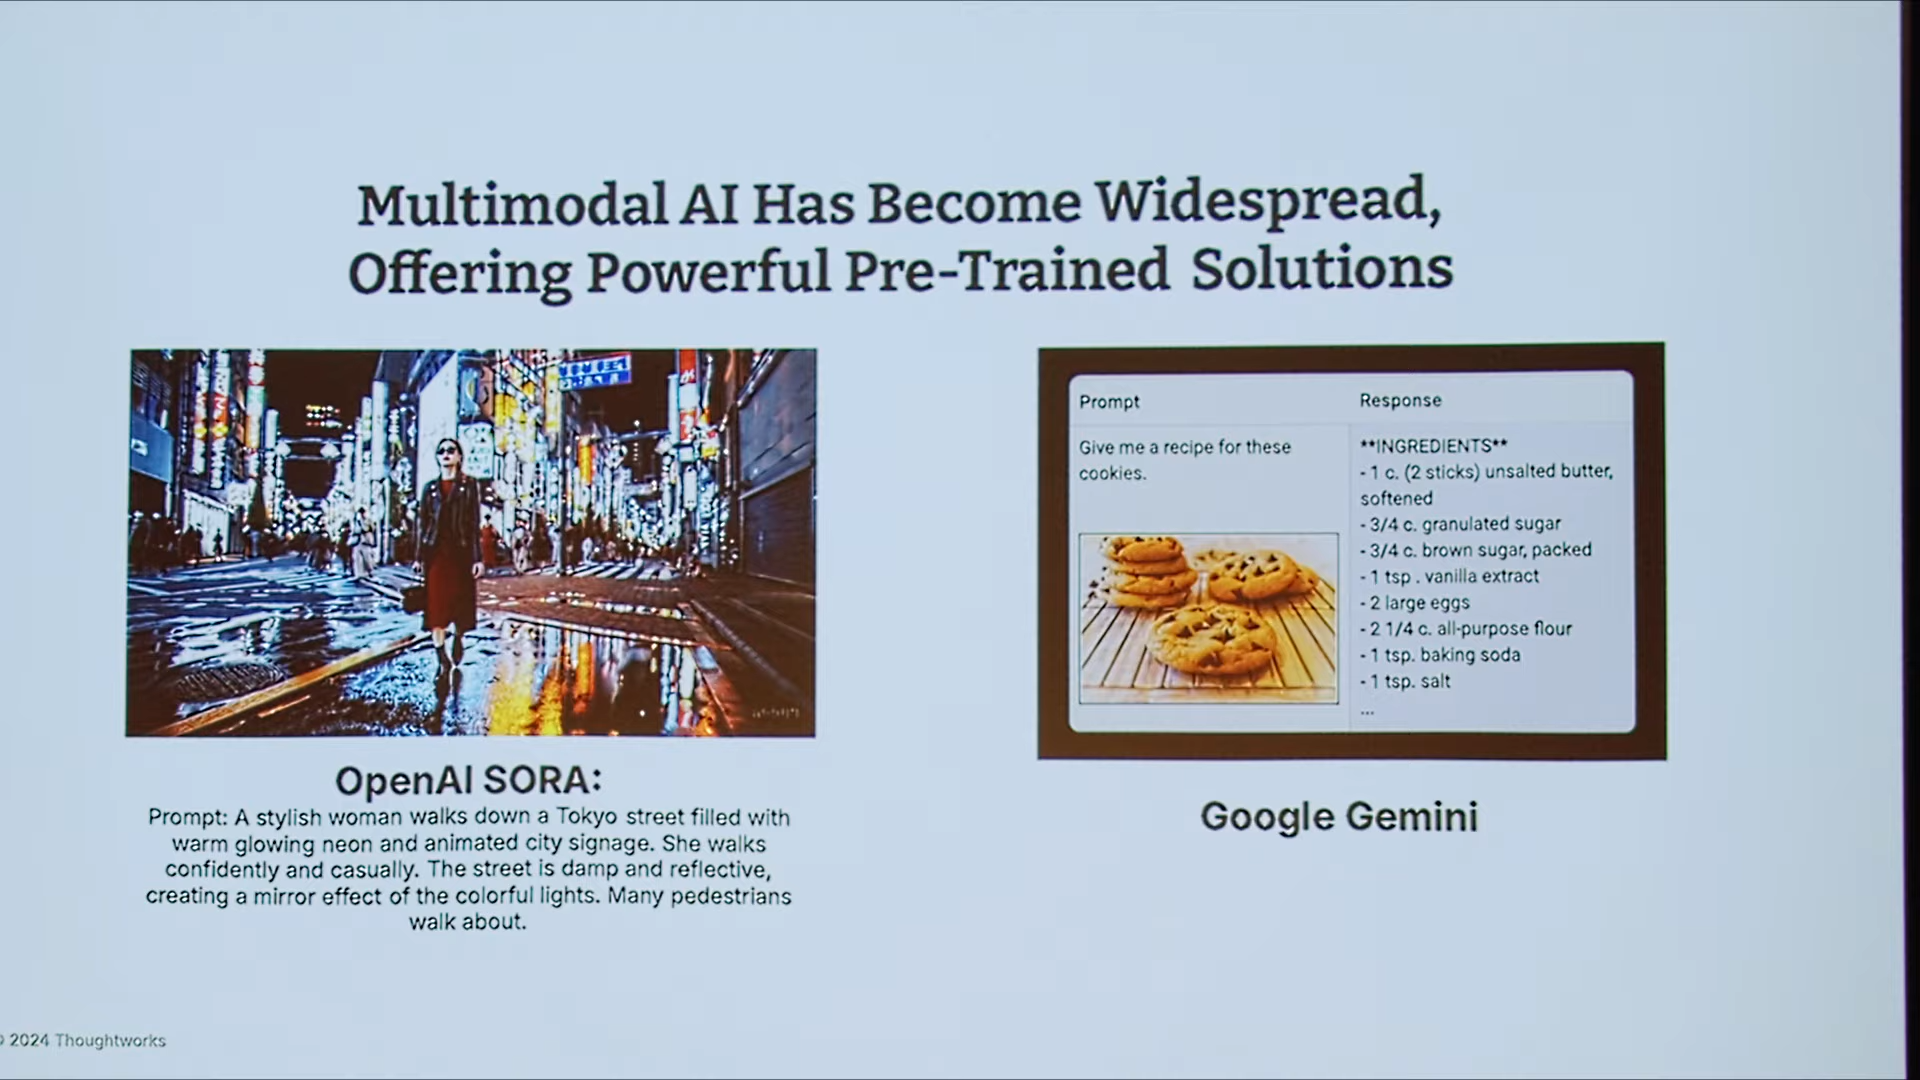 Multimodal AI Has Become Widespread,
Offering Powerful Pre-Trained Solutions
OpenAI SORA:
Prompt: A stylish woman walks down a Tokyo street filled with
warm glowing neon and animated city signage. She walks
confidently and casually. The street is damp and reflective,
creating a mirror effect of the colorful lights. Many pedestrians
walk about.
Prompt
Give me a recipe for these
cookies.
Response
**INGREDIENTS**
- 1 c. (2 sticks) unsalted butter,
softened
- 3/4 c. granulated sugar
- 3/4 c. brown sugar, packed
- 1 tsp . vanilla extract
- 2 large eggs
- 2 1/4 c. all-purpose flour
- 1 tsp. baking soda
- 1 tsp. salt
...
Google Gemini
© 2024 Thoughtworks